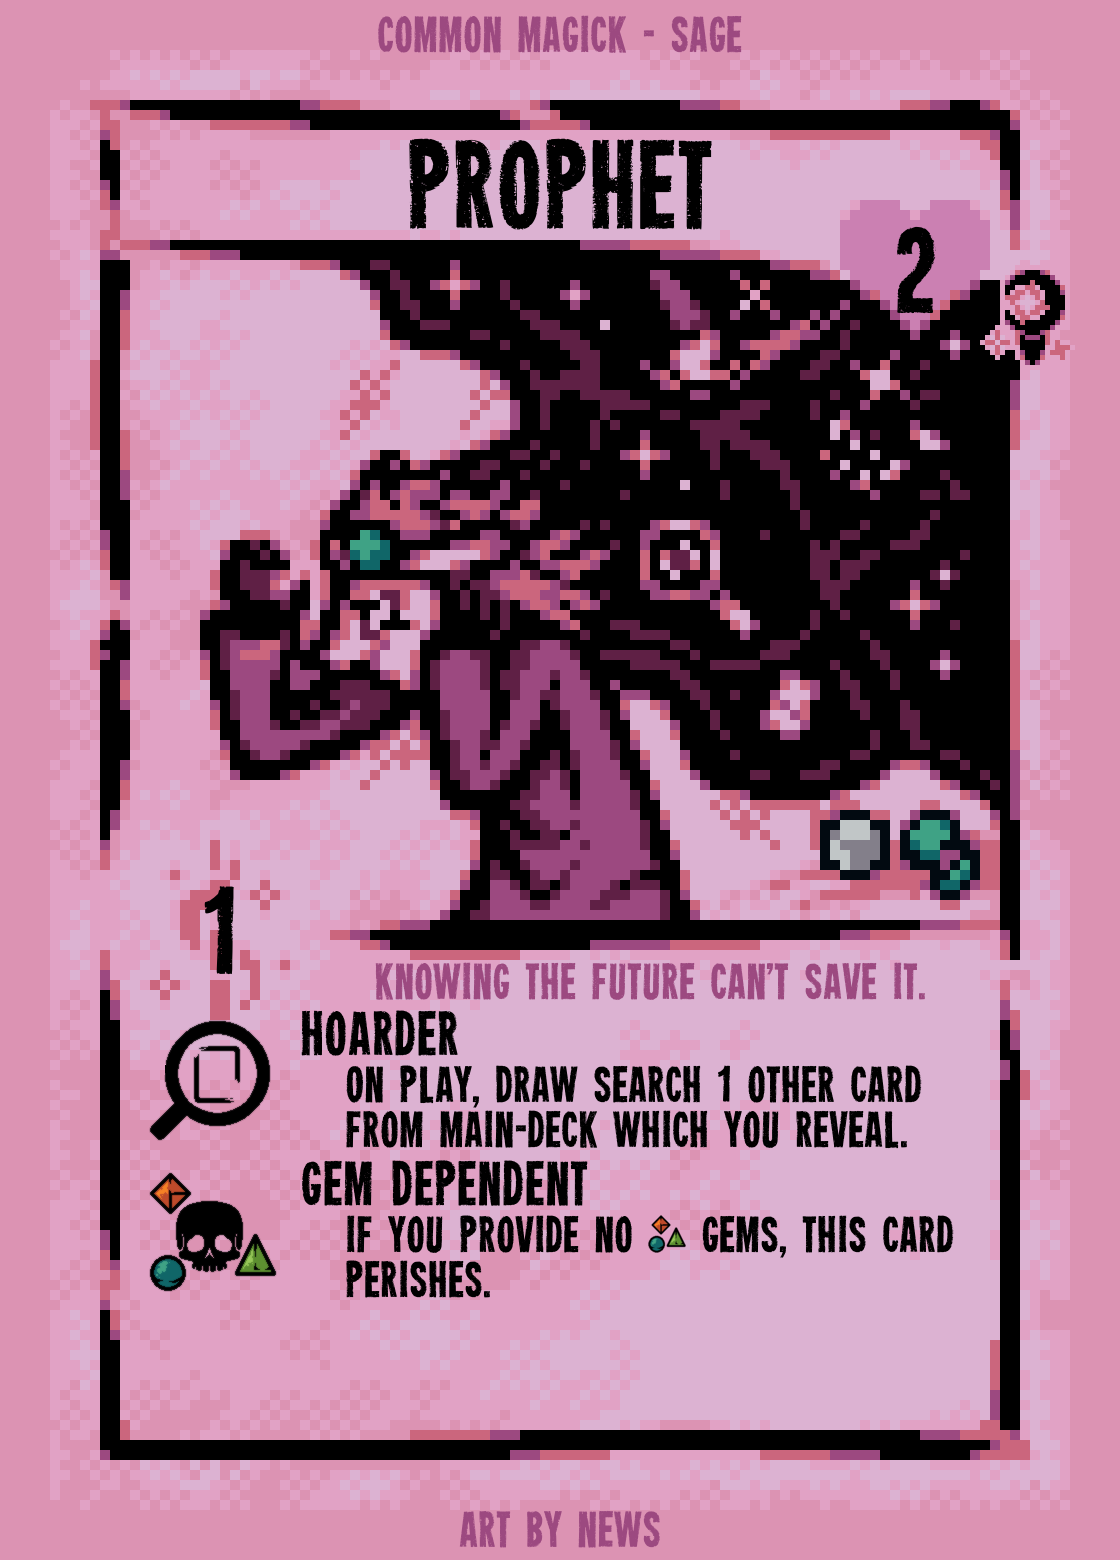 COMMON MAGICK - SAGE
PROPHET
2
1
KNOWING THE FUTURE CAN'T SAVE IT.
HOARDER
ON PLAY, DRAW SEARCH 1 OTHER CARD
FROM MAIN-DECK WHICH YOU REVEAL.
GEM DEPENDENT
IF YOU PROVIDE NO GEMS, THIS CARD
PERISHES.
ART BY NEWS